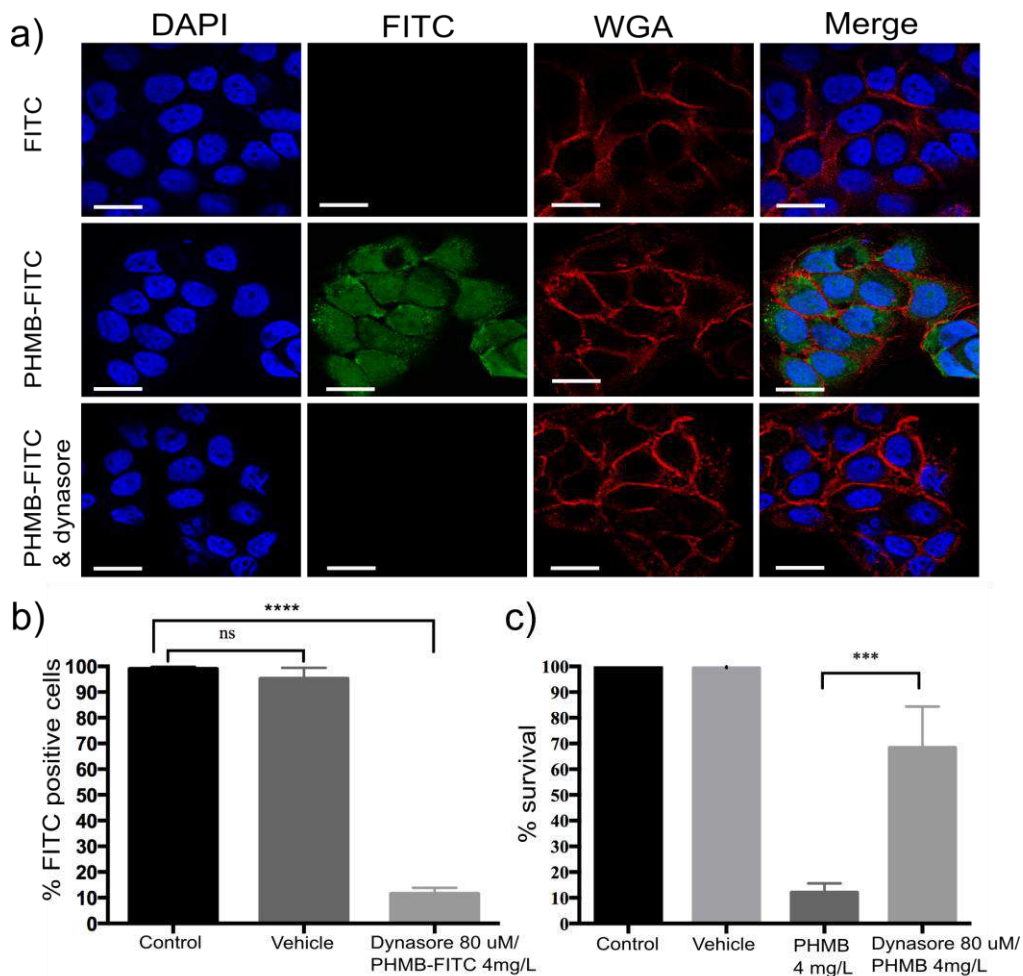 a)
DAPI FITC WGA Merge
FITC
PHMB-FITC
PHMB-FITC
& dynasore
b)
****
ns
% FITC positive cells
100
90
80
70
60
50
40
30
20
10
0
Control Vehicle Dynasore 80 uM/
PHMB-FITC 4mg/L
c)
***
% survival
100
90
80
70
60
50
40
30
20
10
0
Control Vehicle PHMB Dynasore 80 uM/
4 mg/L PHMB 4mg/L